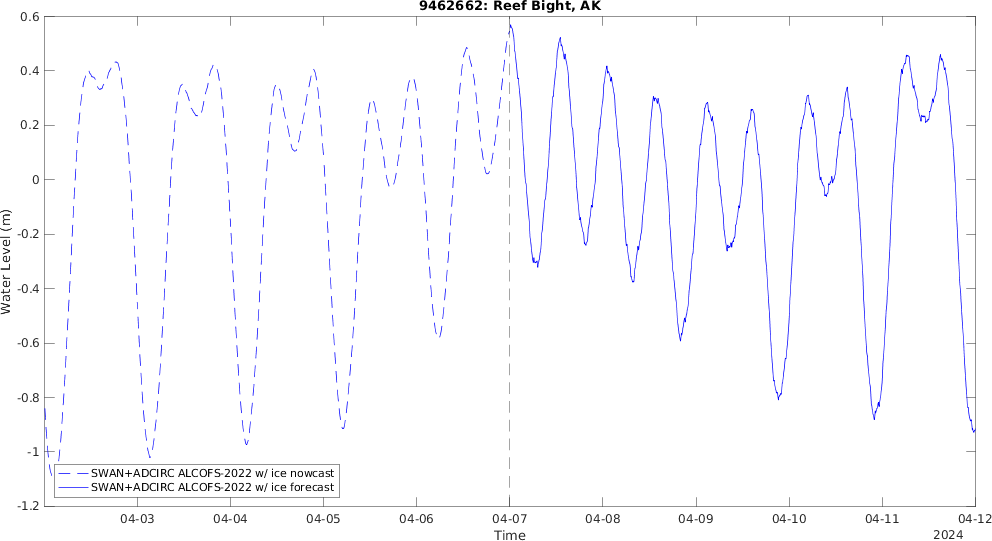 9462662: Reef Bight, AK
0.6
0.4
0.2
0
-0.2
-0.4
-0.6
-0.8
-1
-1.2
Water Level (m)
SWAN+ADCIRC ALCOFS-2022 w/ ice nowcast
SWAN+ADCIRC ALCOFS-2022 w/ ice forecast
04-03 04-04 04-05 04-06 04-07 04-08 04-09 04-10 04-11 04-12
Time
2024